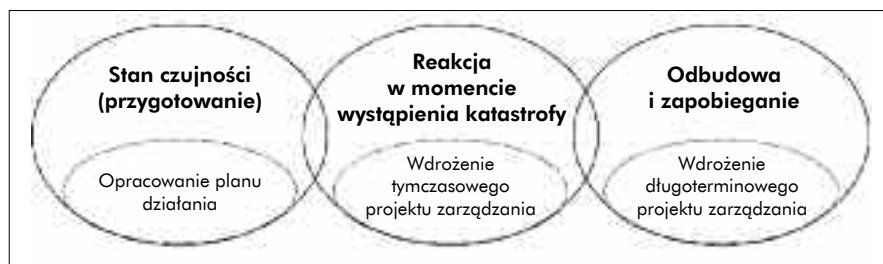 Stan czujności
(przygotowanie)
Opracowanie planu
działania
Reakcja
w momencie
wystąpienia katastrofy
Wdrożenie
tymczasowego
projektu zarządzania
Odbudowa
i zapobieganie
Wdrożenie
długoterminowego
projektu zarządzania